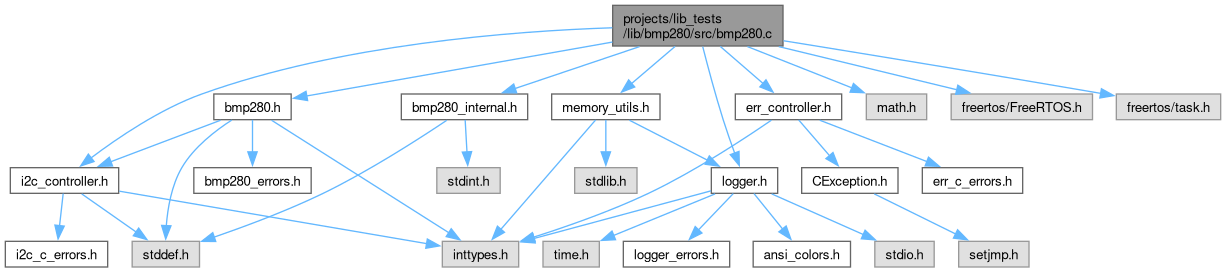 projects/lib_tests
/lib/bmp280/src/bmp280.c
bmp280.h
bmp280_internal.h
memory_utils.h
err_controller.h
math.h
freertos/FreeRTOS.h
freertos/task.h
i2c_controller.h
bmp280_errors.h
stdint.h
stdlib.h
logger.h
CException.h
err_c_errors.h
i2c_c_errors.h
stddef.h
inttypes.h
time.h
logger_errors.h
ansi_colors.h
stdio.h
setjmp.h